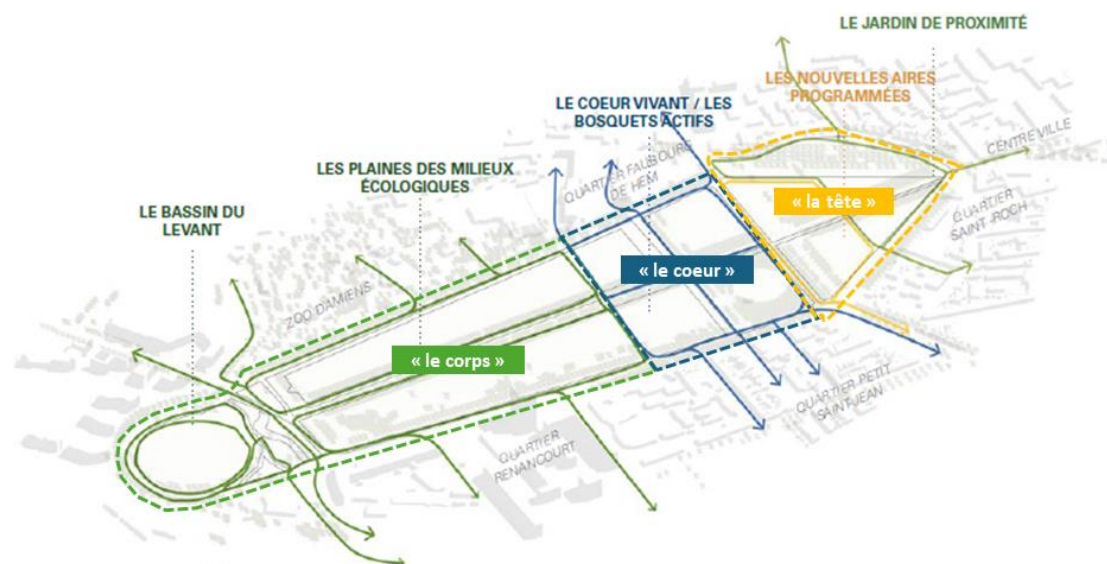 LE JARDIN DE PROXIMITÉ
LES NOUVELLES AIRES
PROGRAMMÉES
LE COEUR VIVANT / LES
BOSQUETS ACTIFS
CENTRE VILLE
LES PLAINES DES MILIEUX
ÉCOLOGIQUES
QUARTIER FAUBOURG
DE HEM
« la tête »
QUARTIER
SAINT-ROCH
LE BASSIN DU
LEVANT
« le coeur »
ZOO D'AMIENS
« le corps »
QUARTIER PETIT
SAINT-JEAN
QUARTIER
RENANCOURT